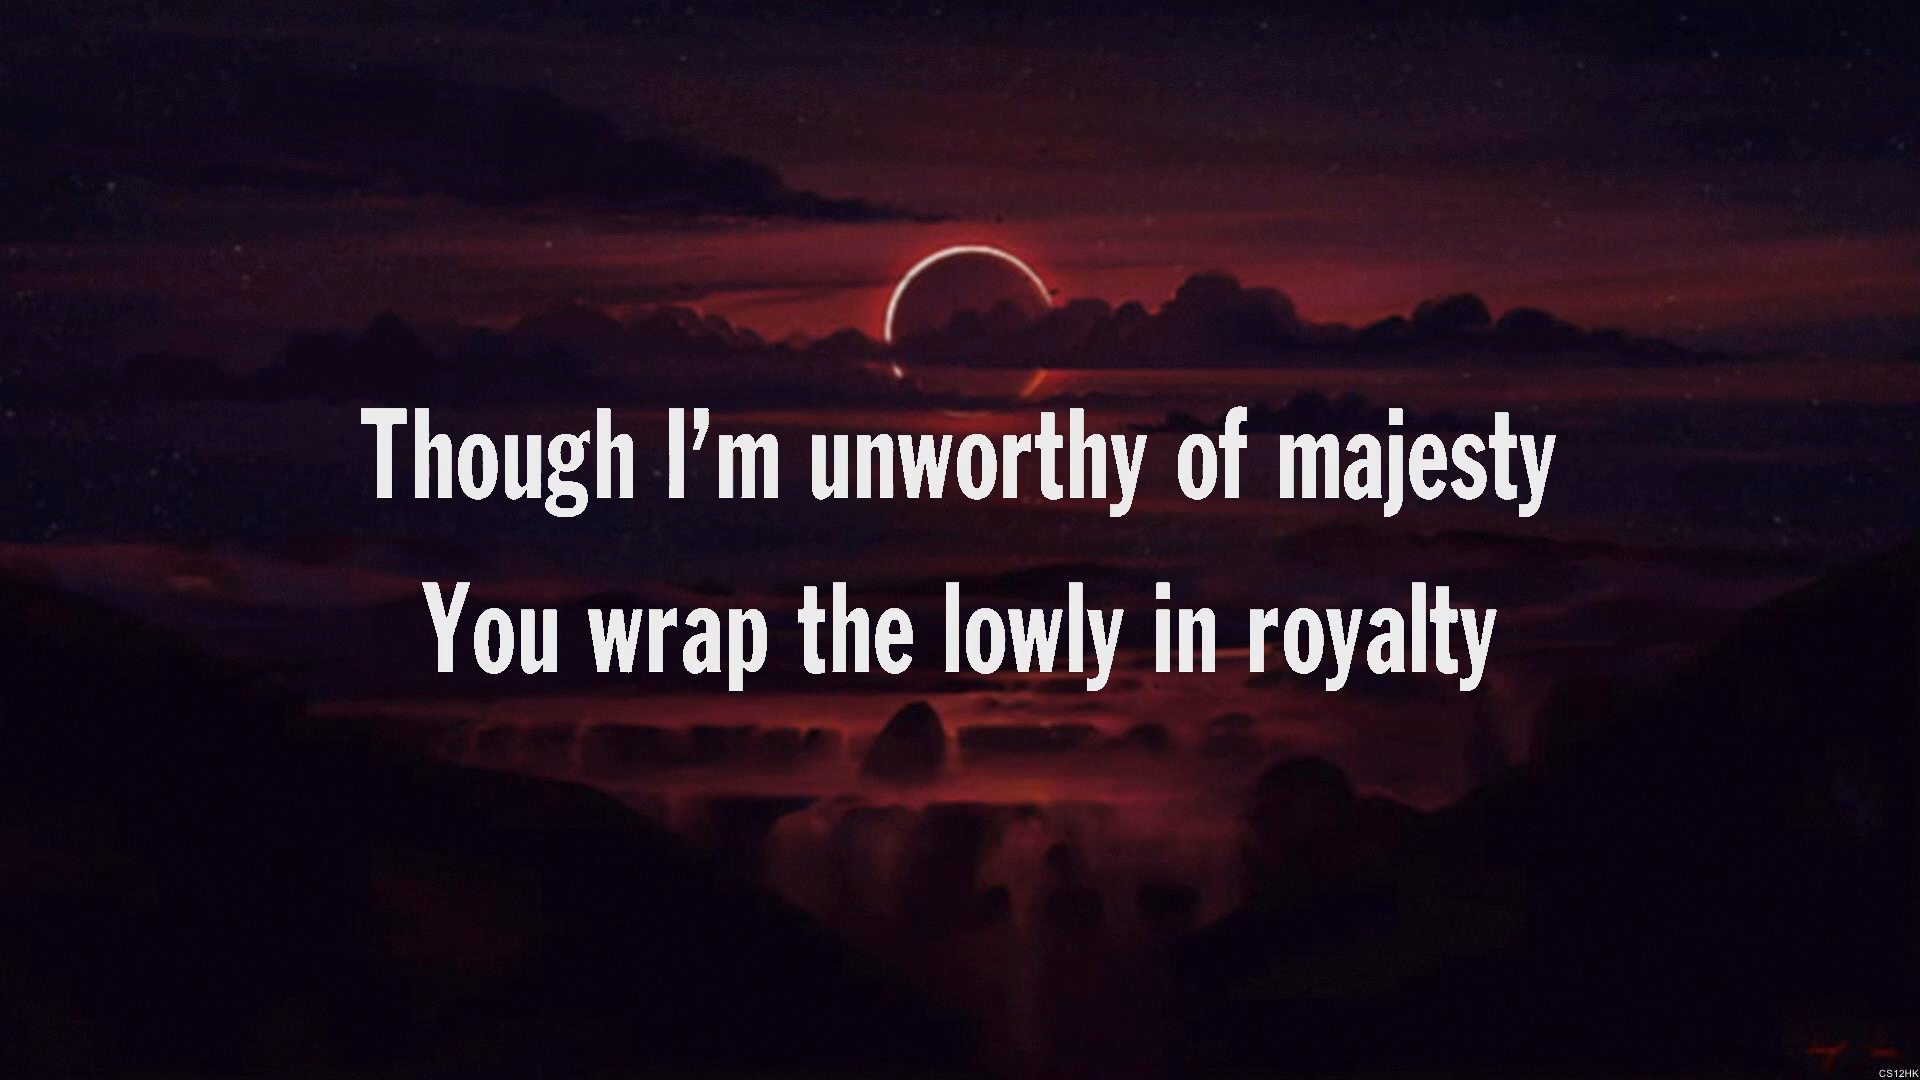 Though I’m unworthy of majesty
You wrap the lowly in royalty
CS12HK